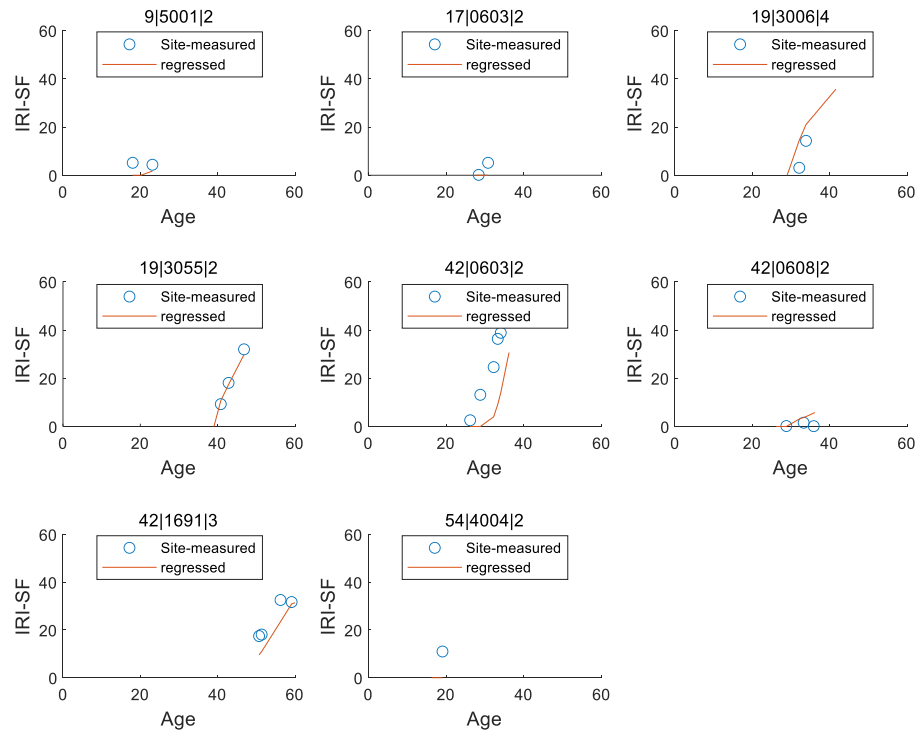 9|5001|2
60
40
20
0
IRI-SF
Site-measured
regressed
0 20 40 60
Age
17|0603|2
60
40
20
0
IRI-SF
Site-measured
regressed
0 20 40 60
Age
19|3006|4
60
40
20
0
IRI-SF
Site-measured
regressed
0 20 40 60
Age
19|3055|2
60
40
20
0
IRI-SF
Site-measured
regressed
0 20 40 60
Age
42|0603|2
60
40
20
0
IRI-SF
Site-measured
regressed
0 20 40 60
Age
42|0608|2
60
40
20
0
IRI-SF
Site-measured
regressed
0 20 40 60
Age
42|1691|3
60
40
20
0
IRI-SF
Site-measured
regressed
0 20 40 60
Age
54|4004|2
60
40
20
0
IRI-SF
Site-measured
regressed
0 20 40 60
Age